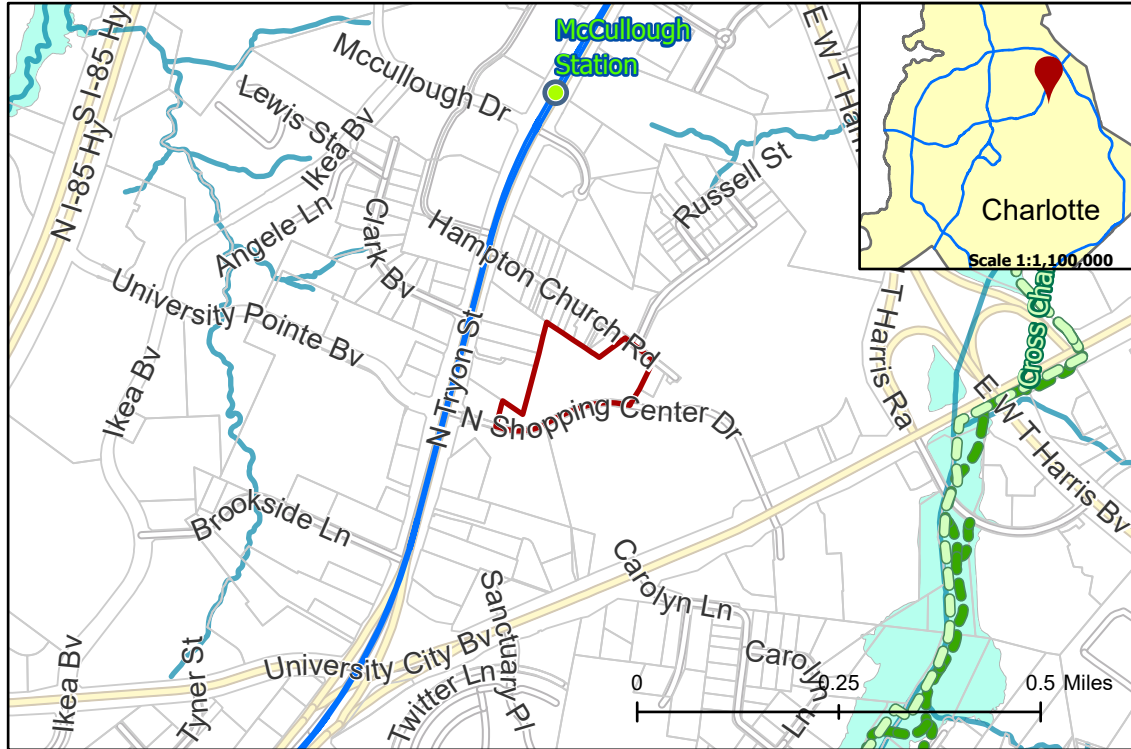 McCullough
Station
E W T Har
Mccullough Dr
S I-85 Hy
N I-85 Hy
Lewis St
Ikea Bv
Angele Ln
Clark Bv
Russell St
Hampton Church Rd
University Pointe Bv
N Tryon St
Ikea Bv
N Shopping Center Dr
T Harris Ra
Cross Cha
E W T Harris Bv
Brookside Ln
Carolyn Ln
Sanctuary Pl
University City Bv
Twitter Ln
Carolyn
Ln
Ikea Bv
Tyner St
0
0.25
0.5 Miles
Charlotte
Scale 1:1,100,000